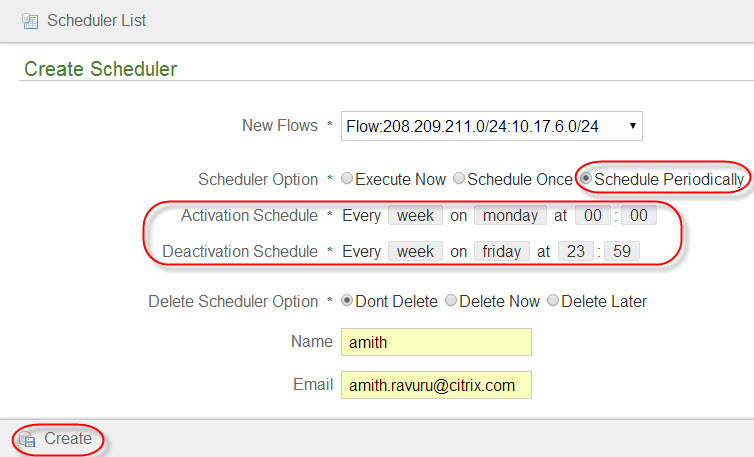 Scheduler List
Create Scheduler
New Flows * Flow:208.209.211.0/24:10.17.6.0/24
Scheduler Option * Execute Now Schedule Once Schedule Periodically
Activation Schedule * Every week on monday at 00 : 00
Deactivation Schedule * Every week on friday at 23 : 59
Delete Scheduler Option * Dont Delete Delete Now Delete Later
Name amith
Email amith.ravuru@citrix.com
Create